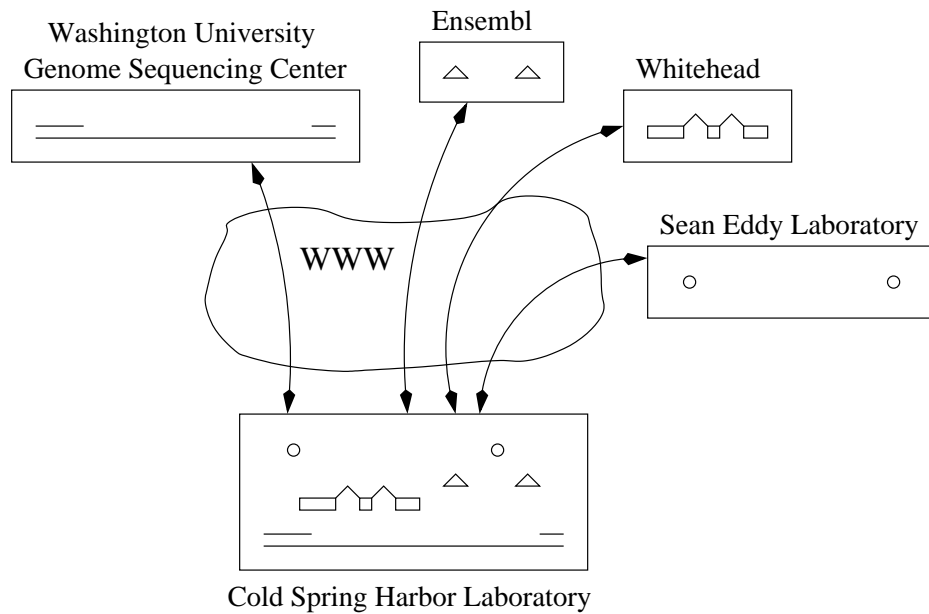 Washington University
Genome Sequencing Center
Ensembl
Whitehead
Sean Eddy Laboratory
WWW
Cold Spring Harbor Laboratory